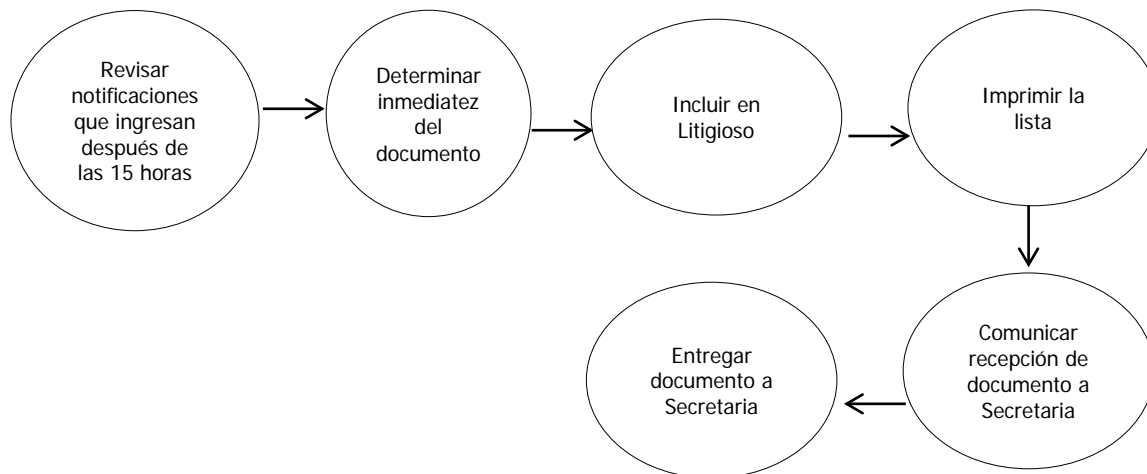 Revisar
notificaciones
que ingresan
después de
las 15 horas
Determinar
inmediatez
del
documento
Incluir en
Litigioso
Imprimir la
lista
Comunicar
recepción de
documento a
Secretaria
Entregar
documento a
Secretaria